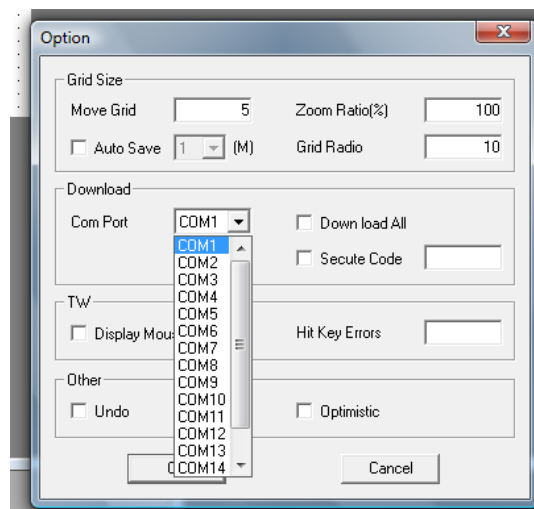 Option
Grid Size
Move Grid 5 Zoom Ratio(%) 100
Auto Save 1 (M) Grid Radio 10
Download
Com Port COM1 Down load All
COM1
COM2
Secute Code
COM3
COM4
TW
COM5
COM6
Display Mou Hit Key Errors
COM7
COM8
Other
COM9
COM10
Undo Optimistic
COM11
COM12
COM13
COM14
Cancel